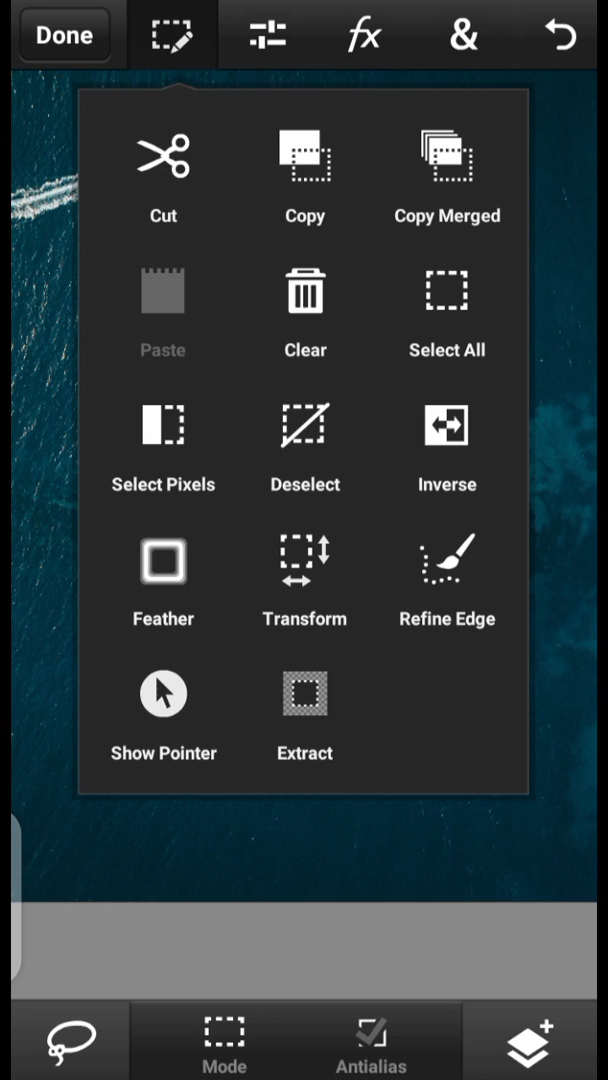 Done
fx
&
Cut
Copy
Copy Merged
Paste
Clear
Select All
Select Pixels
Deselect
Inverse
Feather
Transform
Refine Edge
Show Pointer
Extract
Mode
Antialias